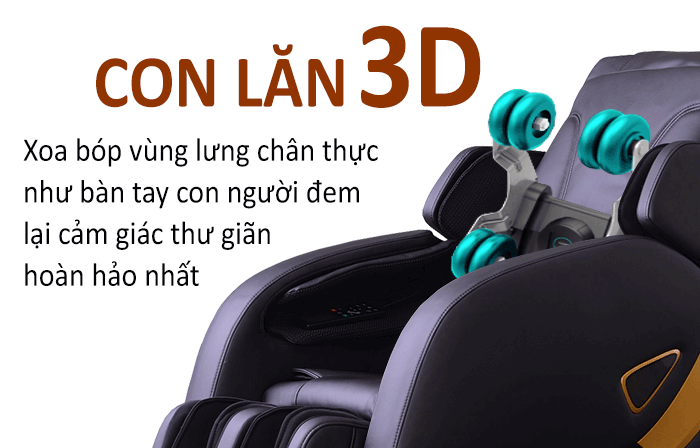 CON LĂN 3D
Xoa bóp vùng lưng chân thực
như bàn tay con người đem
lại cảm giác thư giãn
hoàn hảo nhất